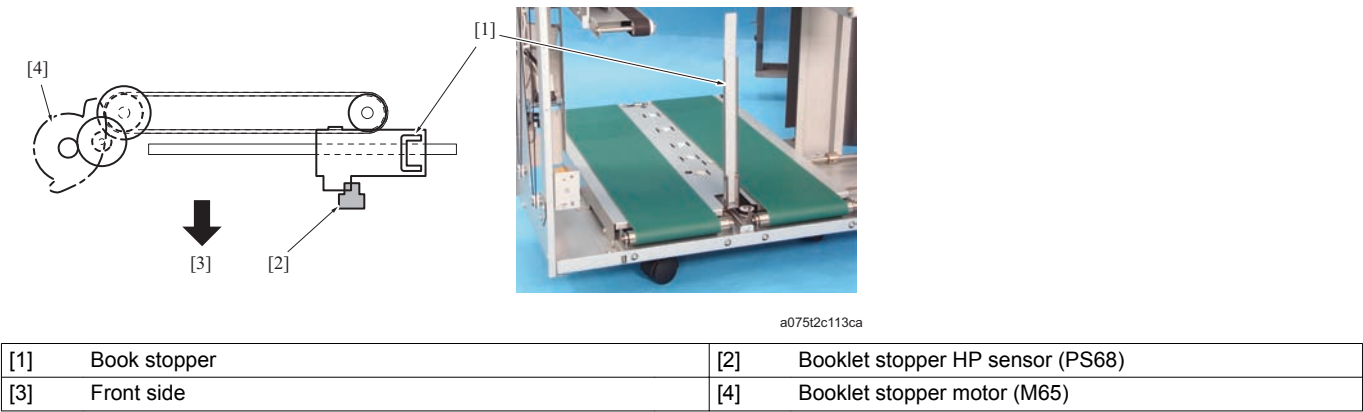 [1]
[4]
[3]
[2]
a075t2c113ca
[1] Book stopper [2] Booklet stopper HP sensor (PS68)
[3] Front side [4] Booklet stopper motor (M65)